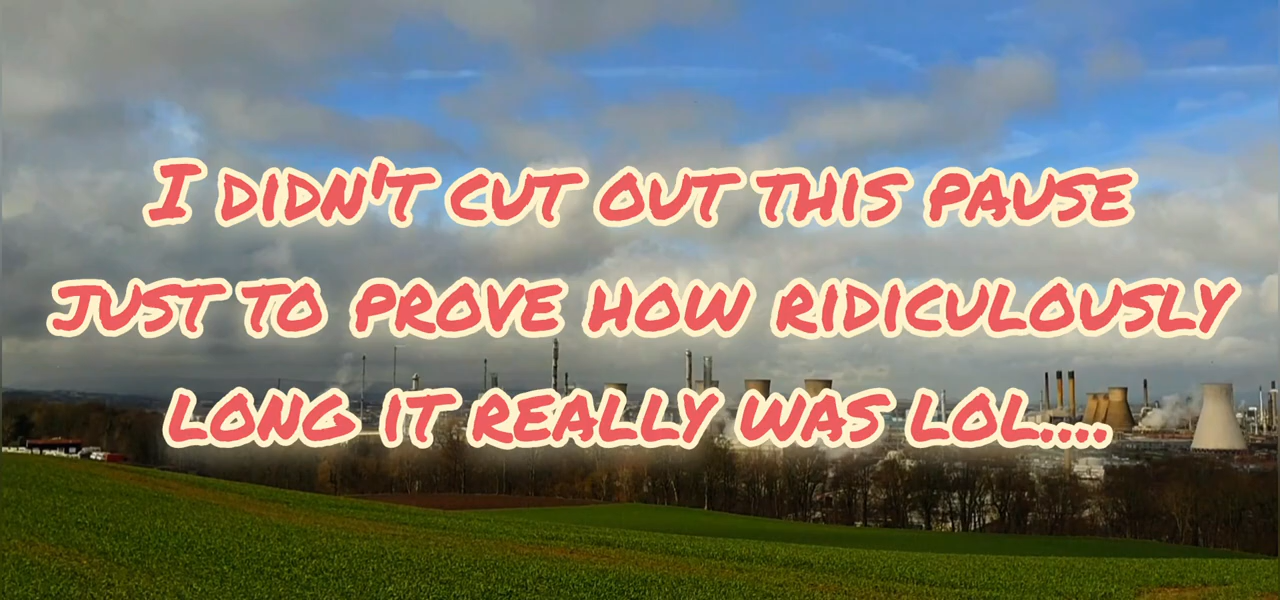 I DIDN'T CUT OUT THIS PAUSE
JUST TO PROVE HOW RIDICULOUSLY
LONG IT REALLY WAS LOL....